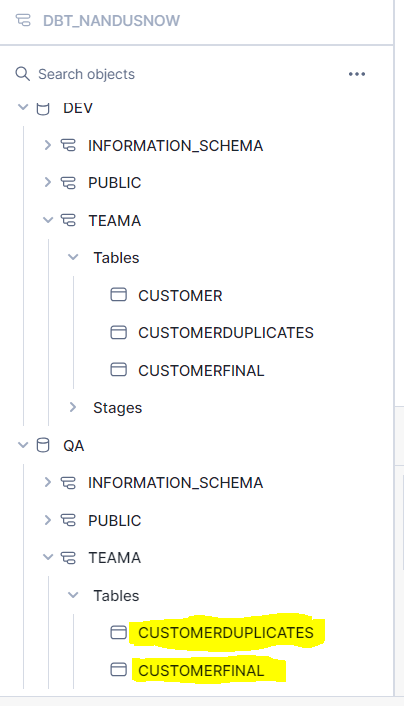 DBT_NANDUSNOW
Search objects
DEV
INFORMATION_SCHEMA
PUBLIC
TEAMA
Tables
CUSTOMER
CUSTOMERDUPLICATES
CUSTOMERFINAL
Stages
QA
INFORMATION_SCHEMA
PUBLIC
TEAMA
Tables
CUSTOMERDUPLICATES
CUSTOMERFINAL